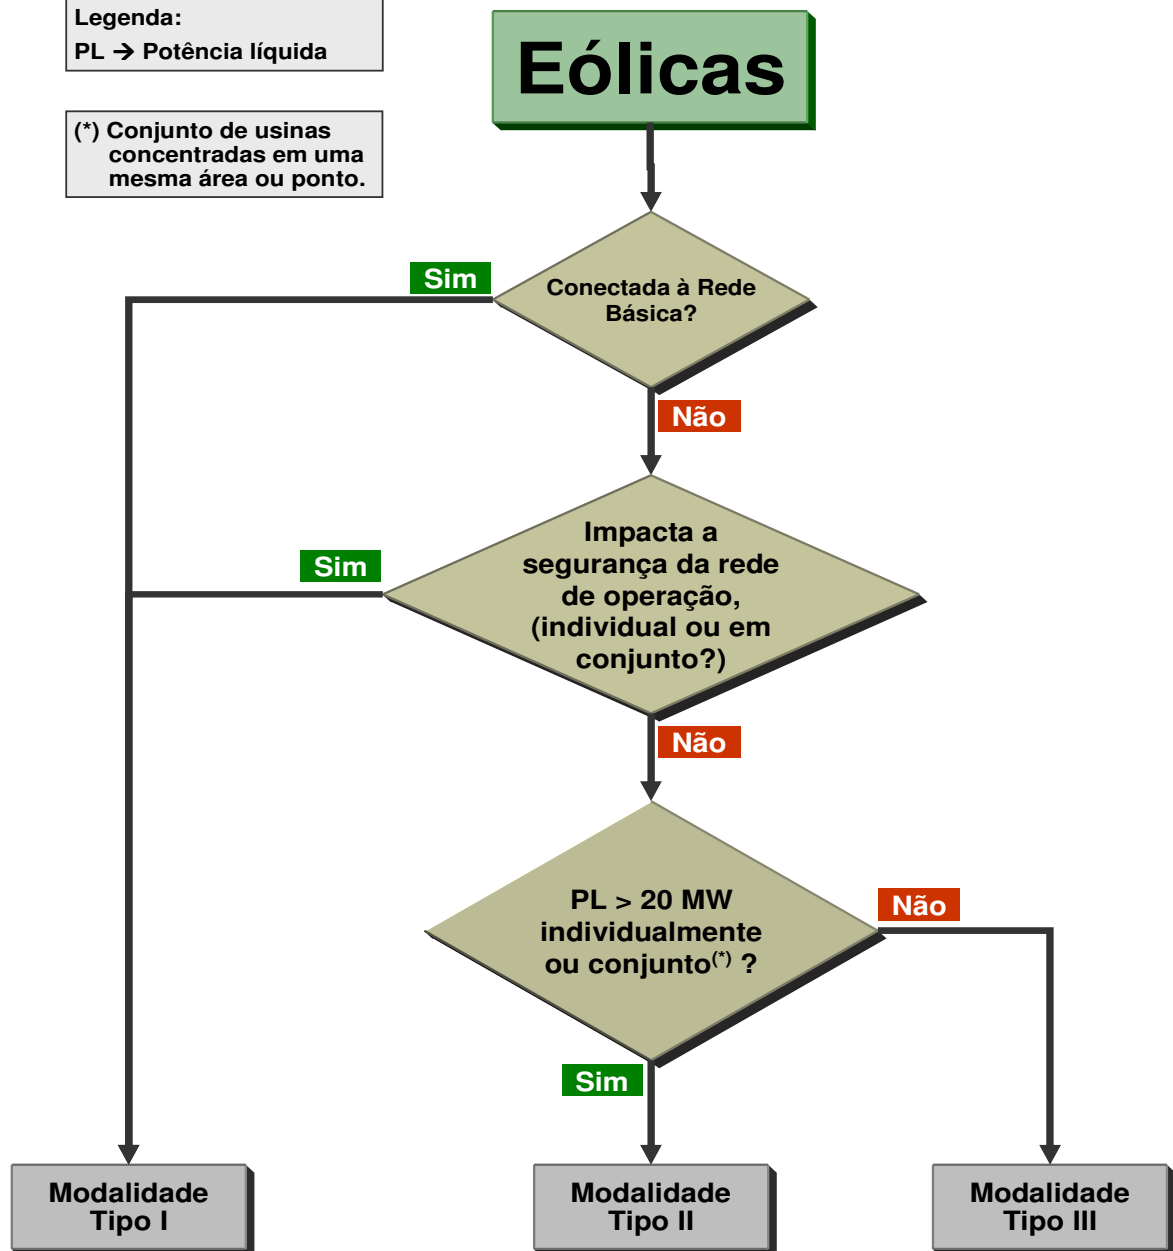 Legenda:
PL → Potência líquida
(*) Conjunto de usinas
concentradas em uma
mesma área ou ponto.
Eólicas
Sim
Conectada à Rede
Básica?
Não
Impacta a
segurança da rede
de operação,
(individual ou em
conjunto?)
Sim
Não
PL > 20 MW
individualmente
ou conjunto(*) ?
Não
Sim
Modalidade
Tipo I
Modalidade
Tipo II
Modalidade
Tipo III